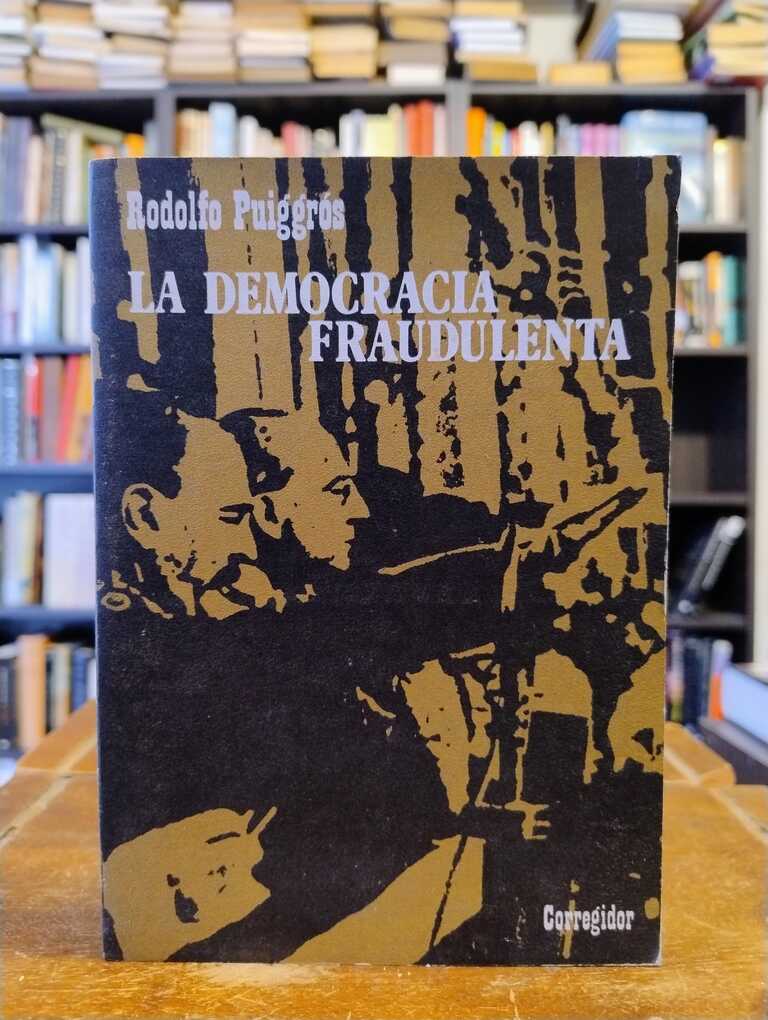 Rodolfo Puiggrós
LA DEMOCRACIA
FRAUDULENTA
Corregidor